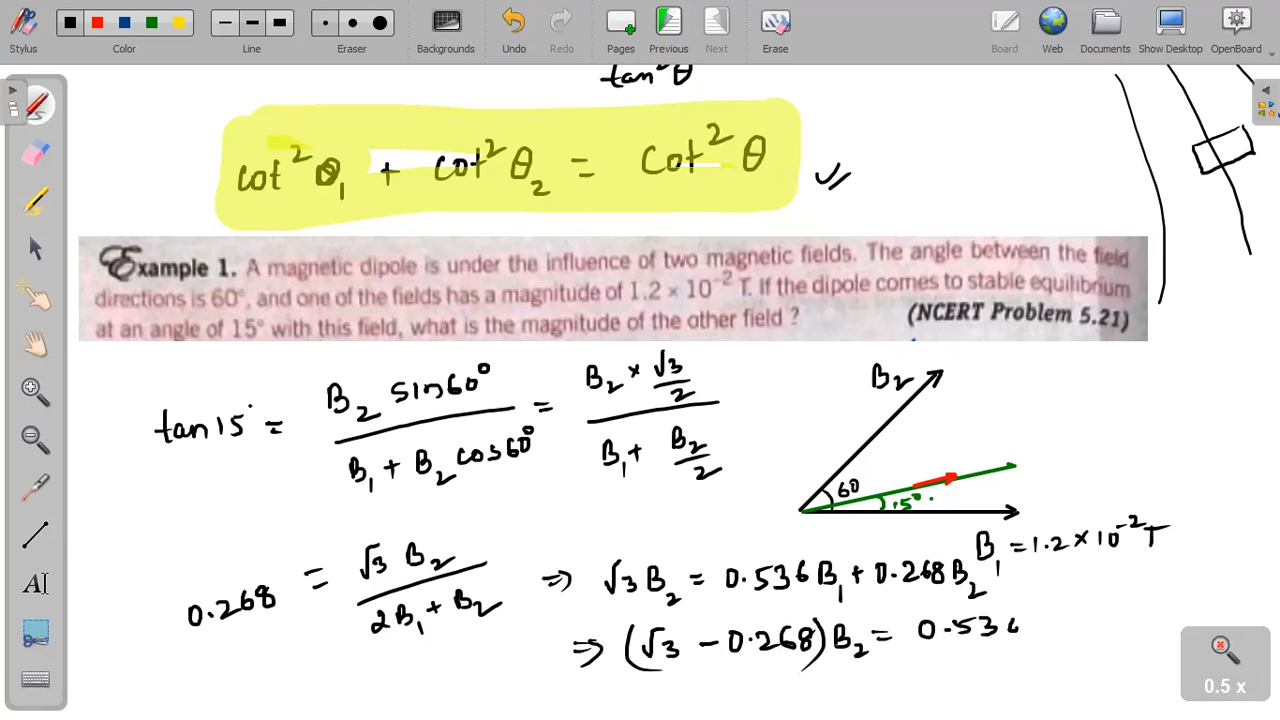 Stylus Color Line Eraser Backgrounds Undo Redo Pages Previous Next Erase Board Web Documents Show Desktop OpenBoard
tan²θ
cot²θ₁ + cot²θ₂ = cot²θ
Example 1. A magnetic dipole is under the influence of two magnetic fields. The angle between the field
directions is 60°, and one of the fields has a magnitude of 1.2 × 10⁻² T. If the dipole comes to stable equilibrium
at an angle of 15° with this field, what is the magnitude of the other field ?
(NCERT Problem 5.21)
tan15° = B₂ sin60° / B₁ + B₂ cos60° = B₂ × √3/2 / B₁ + B₂/2
B₂
60
15°
B₁ = 1.2 × 10⁻² T
0.268 = √3 B₂ / 2B₁ + B₂ ⇒ √3 B₂ = 0.536 B₁ + 0.268 B₂
⇒ (√3 - 0.268) B₂ = 0.536
0.5 x